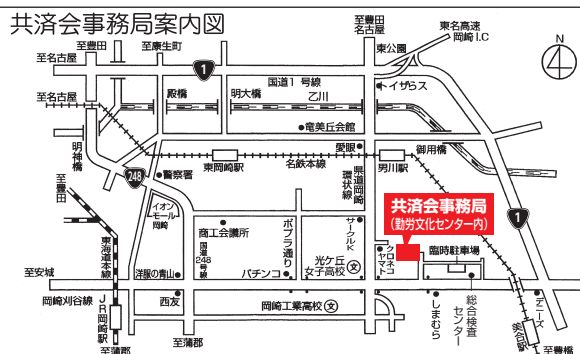 共済会事務局案内図
至豊田
至康生町
至豊田
名古屋
東名高速
岡崎I.C
N
至名古屋
1
国道1号線
東公園
トイザらス
至名古屋
殿橋
明大橋
乙川
竜美丘会館
明神橋
愛眼
御用橋
248
警察署
東岡崎駅
名鉄本線
男川駅
県道岡崎
環状線
至豊田
イオン
モール
岡崎
共済会事務局
(勤労文化センター内)
1
東海道本線
商工会議所
国道248号線
ポプラ通り
光ケ丘
女子高校
文
サークルK
クロネコ
ヤマト
臨時駐車場
至安城
洋服の青山
パチンコ
岡崎刈谷線
JR岡崎駅
西友
岡崎工業高校
文
しまむら
総合検査
センター
デニーズ
美合駅
至蒲郡
至蒲郡
至豊橋